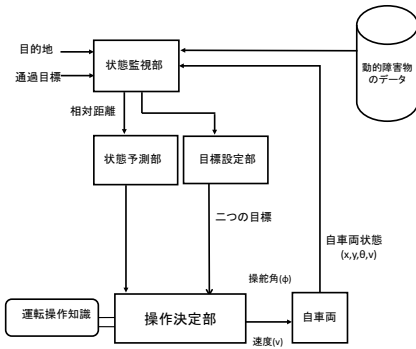 目的地
通過目標
状態監視部
動的障害物
のデータ
相対距離
状態予測部
目標設定部
二つの目標
自車両状態
(x,y,θ,v)
操舵角(ϕ)
運転操作知識
操作決定部
自車両
速度(v)